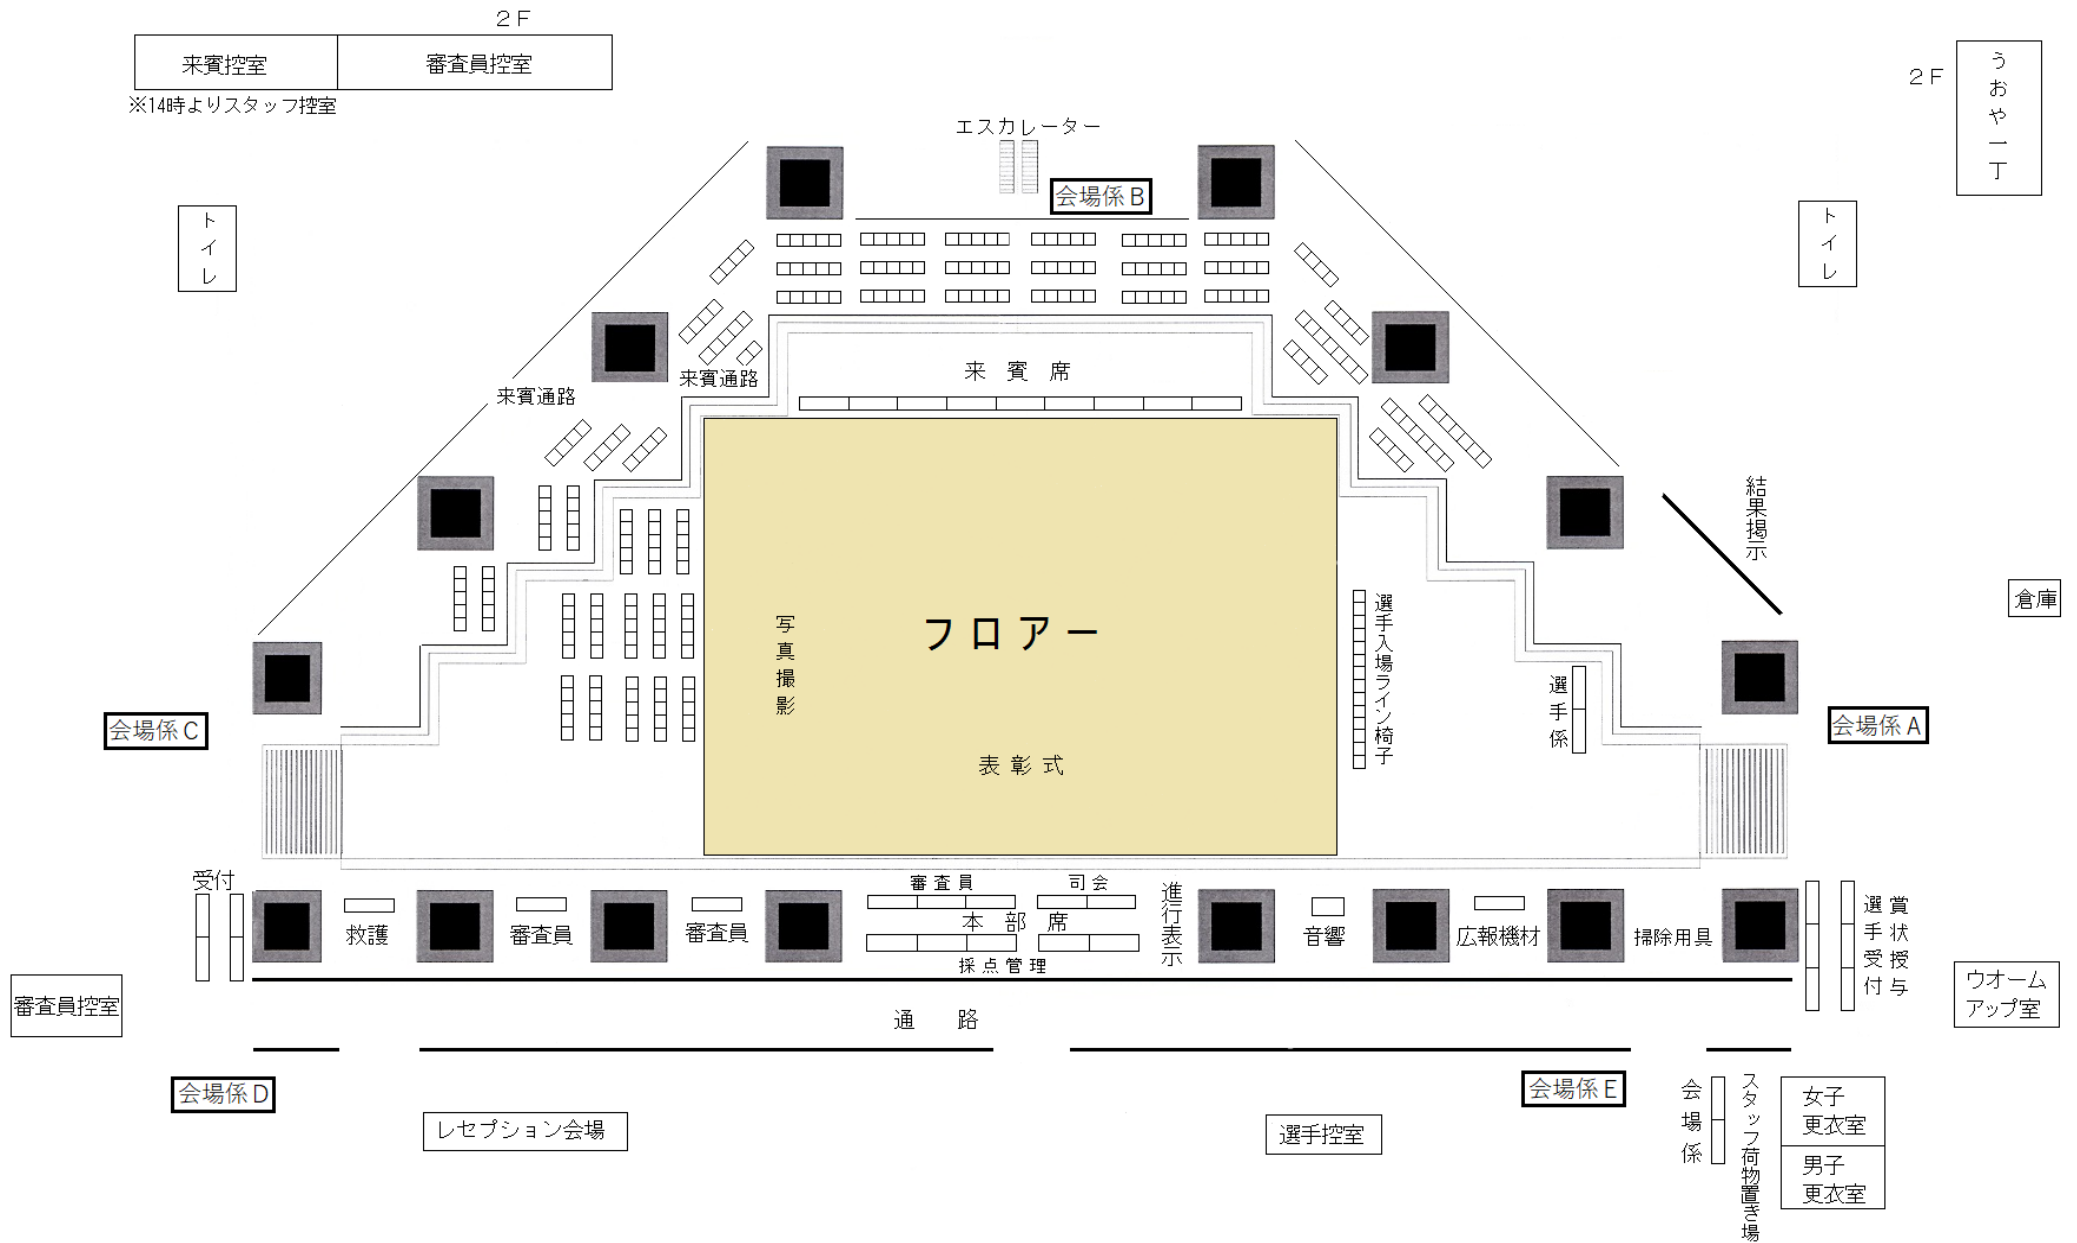 ２Ｆ
来賓控室
審査員控室
※14時よりスタッフ控室
２Ｆ
うおや一丁
エスカレーター
会場係Ｂ
トイレ
トイレ
来賓通路
来賓通路
来賓席
結果掲示
倉庫
フロアー
写真撮影
表彰式
選手入場ライン椅子
選手係
会場係Ｃ
会場係Ａ
受付
救護
審査員
審査員
審査員
司会
本部席
採点管理
進行表示
音響
広報機材
掃除用具
選手受付
賞状授与
審査員控室
ウオーム
アップ室
通路
会場係Ｄ
会場係Ｅ
レセプション会場
選手控室
会場係
スタッフ荷物置き場
女子
更衣室
男子
更衣室